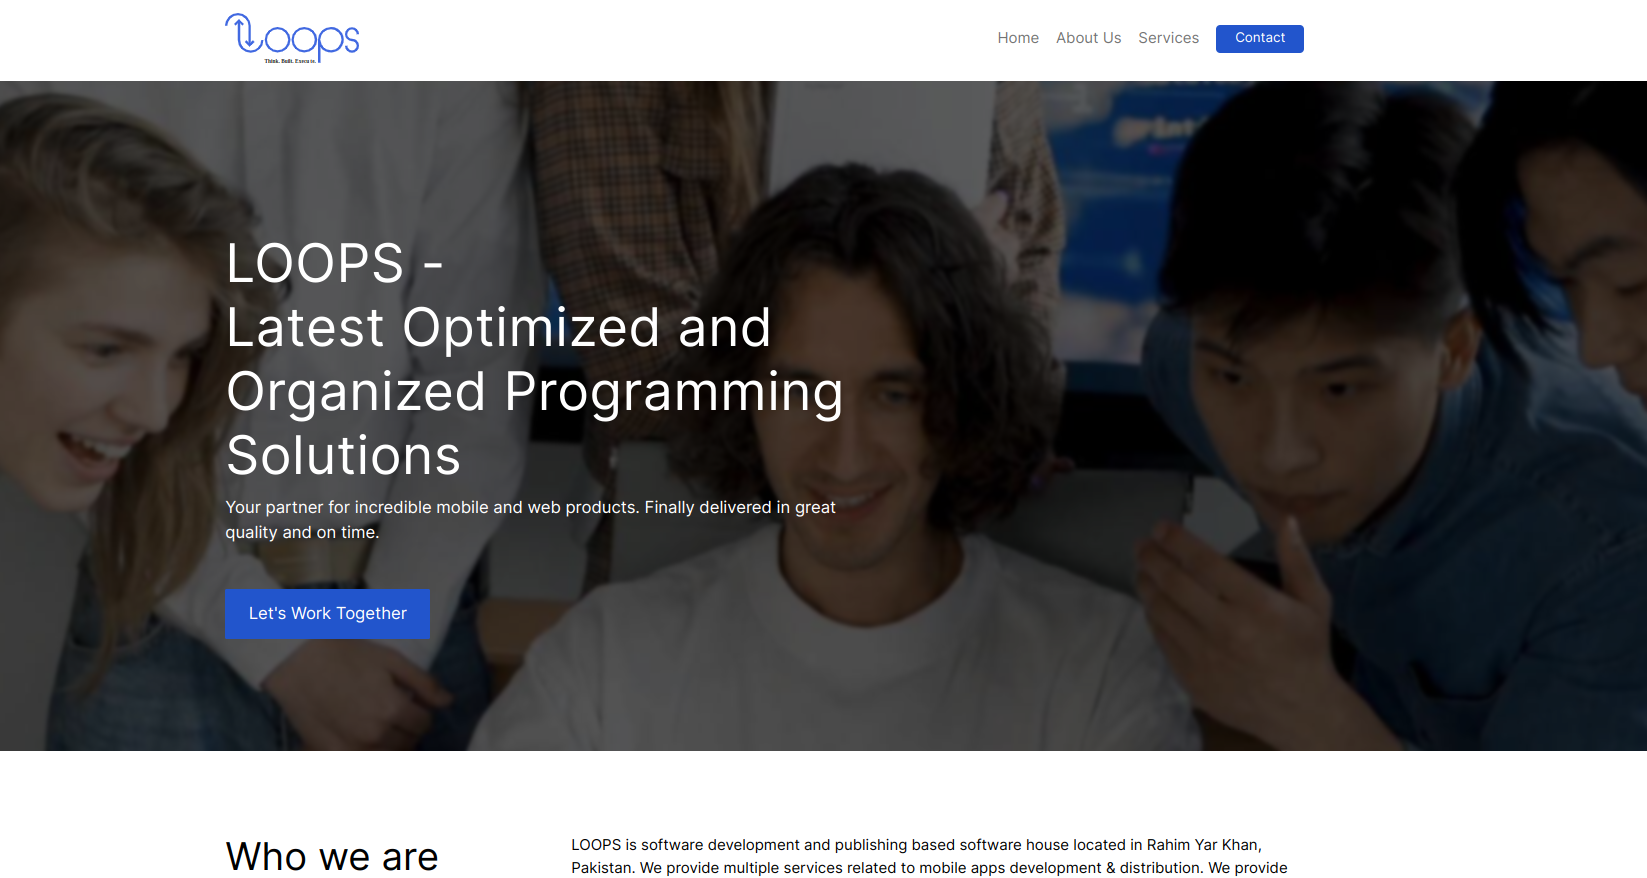 Loops
Think. Built. Execute.
Home About Us Services Contact
LOOPS -
Latest Optimized and
Organized Programming
Solutions
Your partner for incredible mobile and web products. Finally delivered in great
quality and on time.
Let's Work Together
Who we are
LOOPS is software development and publishing based software house located in Rahim Yar Khan,
Pakistan. We provide multiple services related to mobile apps development & distribution. We provide